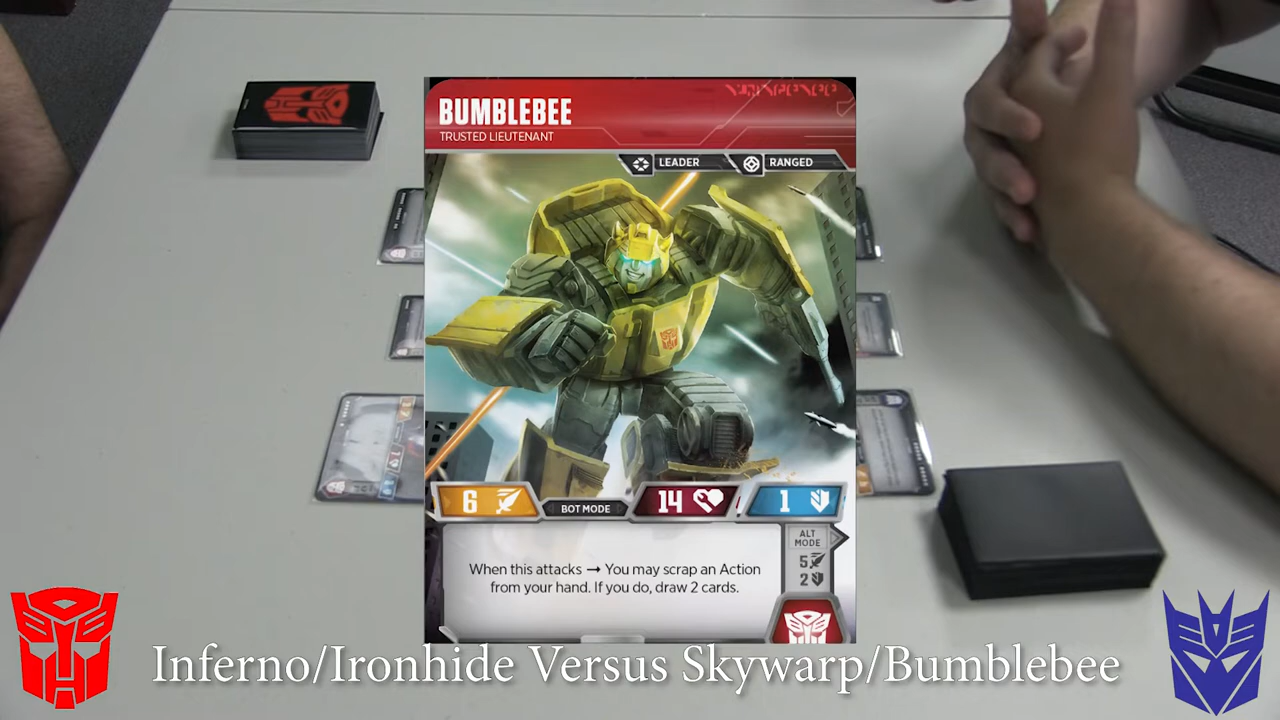 BUMBLEBEE
TRUSTED LIEUTENANT
LEADER
RANGED
6
BOT MODE
14
1
When this attacks → You may scrap an Action
from your hand. If you do, draw 2 cards.
ALT
MODE
5
2
Inferno/Ironhide Versus Skywarp/Bumblebee